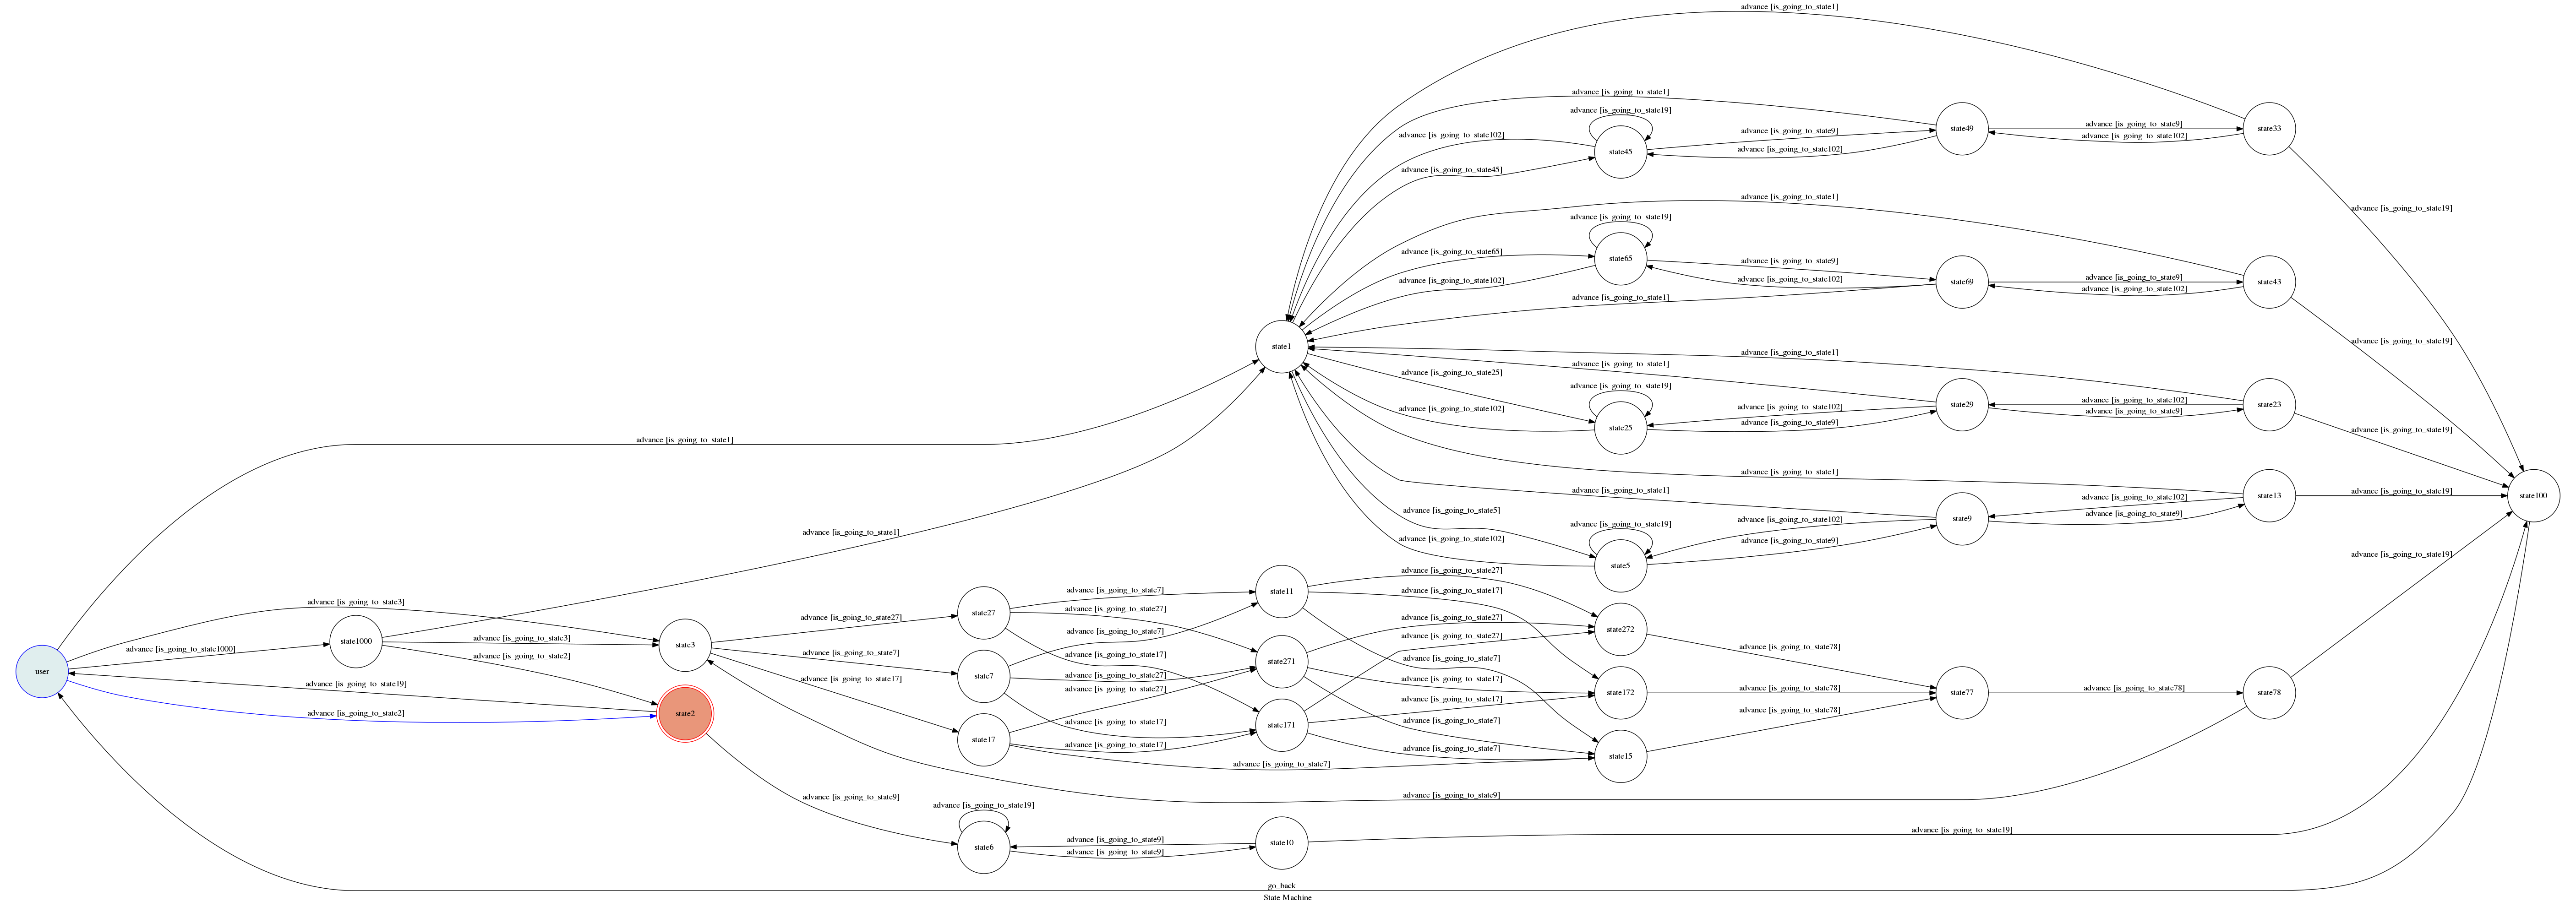 advance [is_going_to_state1]
advance [is_going_to_state1]
advance [is_going_to_state19]
advance [is_going_to_state9]
state49
advance [is_going_to_state9]
state33
advance [is_going_to_state102]
advance [is_going_to_state9]
advance [is_going_to_state102]
state45
advance [is_going_to_state102]
advance [is_going_to_state45]
advance [is_going_to_state1]
advance [is_going_to_state19]
advance [is_going_to_state19]
advance [is_going_to_state65]
state65
advance [is_going_to_state9]
advance [is_going_to_state9]
advance [is_going_to_state102]
advance [is_going_to_state102]
state69
state43
advance [is_going_to_state102]
advance [is_going_to_state1]
advance [is_going_to_state19]
state1
advance [is_going_to_state1]
advance [is_going_to_state1]
advance [is_going_to_state25]
advance [is_going_to_state19]
advance [is_going_to_state102]
advance [is_going_to_state102]
state29
advance [is_going_to_state102]
state23
advance [is_going_to_state9]
advance [is_going_to_state9]
state25
advance [is_going_to_state19]
advance [is_going_to_state1]
advance [is_going_to_state1]
advance [is_going_to_state1]
advance [is_going_to_state19]
state13
state100
advance [is_going_to_state102]
advance [is_going_to_state5]
advance [is_going_to_state9]
advance [is_going_to_state102]
state9
advance [is_going_to_state19]
advance [is_going_to_state1]
advance [is_going_to_state102]
advance [is_going_to_state9]
advance [is_going_to_state19]
state5
advance [is_going_to_state27]
advance [is_going_to_state7]
state11
advance [is_going_to_state17]
advance [is_going_to_state3]
advance [is_going_to_state27]
state27
advance [is_going_to_state27]
advance [is_going_to_state27]
state272
advance [is_going_to_state7]
advance [is_going_to_state27]
state1000
advance [is_going_to_state3]
state3
advance [is_going_to_state1000]
advance [is_going_to_state2]
advance [is_going_to_state7]
advance [is_going_to_state17]
advance [is_going_to_state7]
advance [is_going_to_state78]
state271
user
advance [is_going_to_state17]
state7
advance [is_going_to_state27]
advance [is_going_to_state17]
advance [is_going_to_state19]
advance [is_going_to_state27]
advance [is_going_to_state78]
state172
state77
advance [is_going_to_state78]
state78
advance [is_going_to_state17]
advance [is_going_to_state2]
state2
advance [is_going_to_state17]
state171
advance [is_going_to_state7]
advance [is_going_to_state78]
state17
advance [is_going_to_state17]
advance [is_going_to_state7]
state15
advance [is_going_to_state7]
advance [is_going_to_state9]
advance [is_going_to_state9]
advance [is_going_to_state19]
advance [is_going_to_state19]
advance [is_going_to_state9]
state10
state6
advance [is_going_to_state9]
go_back
State Machine